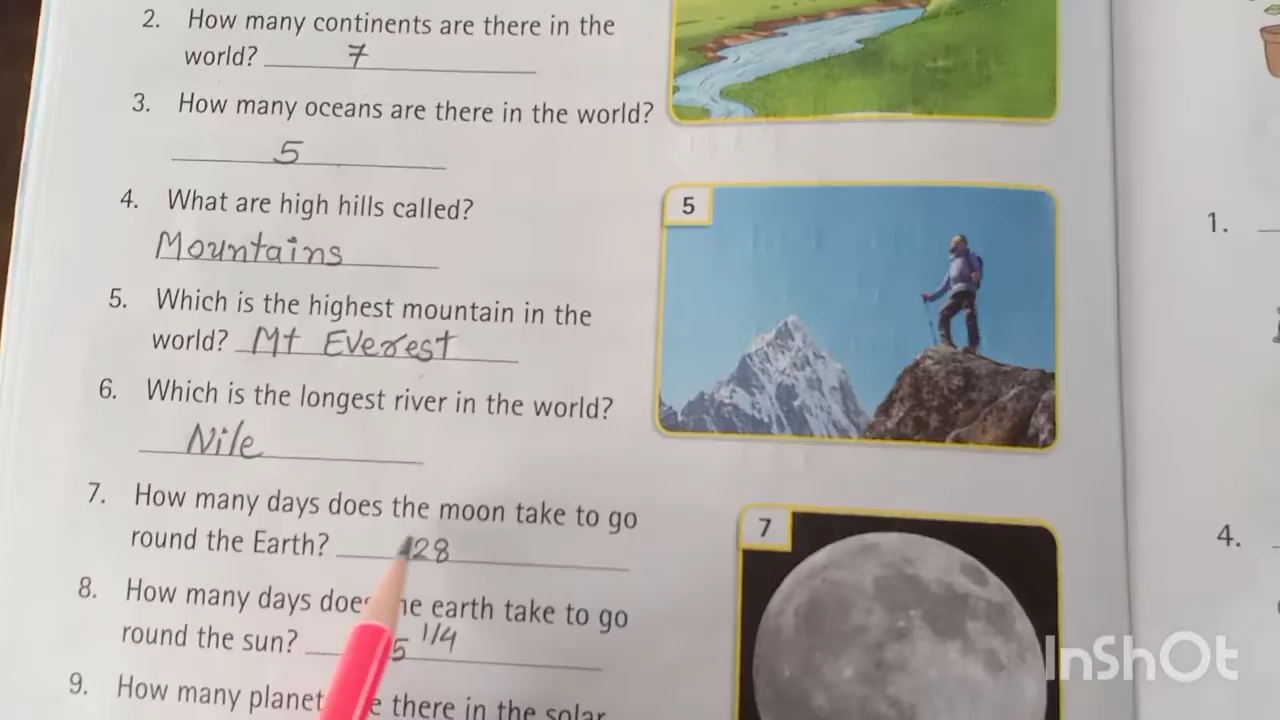 2. How many continents are there in the
world? 7
3. How many oceans are there in the world?
5
4. What are high hills called?
Mountains
5
5. Which is the highest mountain in the
world? Mt Everest
6. Which is the longest river in the world?
Nile
7. How many days does the moon take to go
round the Earth? 28
7
8. How many days does the earth take to go
round the sun? 5 1/4
9. How many planet there in the solar
1.
4.
InShOt